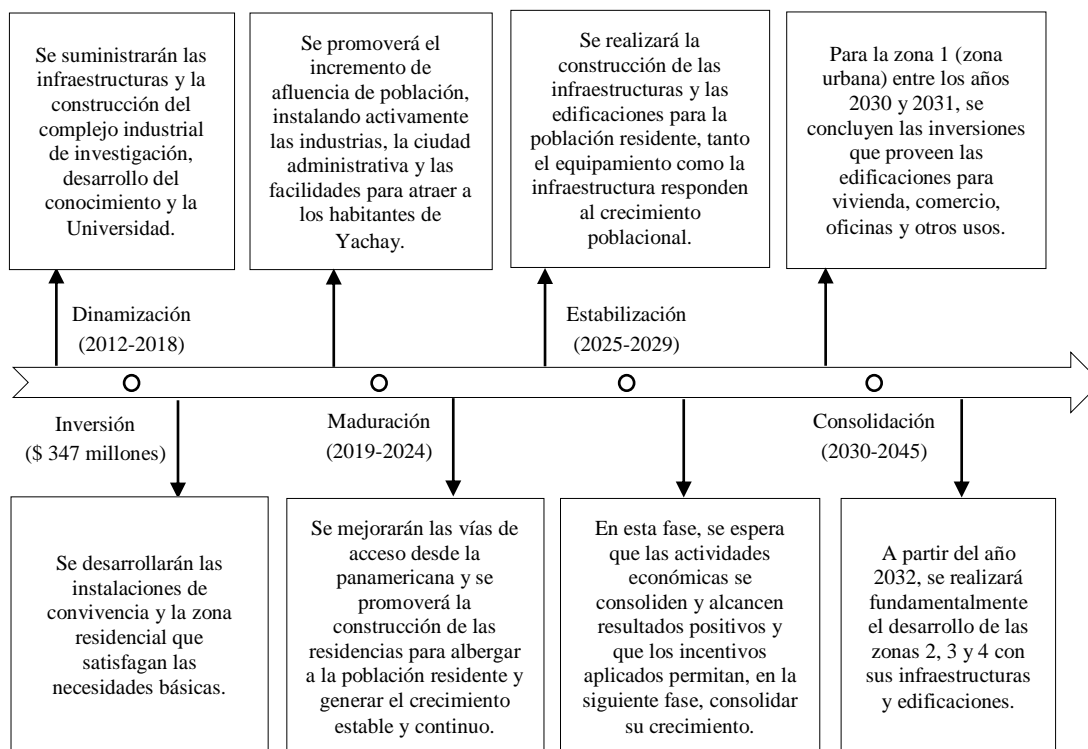 Se suministrarán las
infraestructuras y la
construcción del
complejo industrial
de investigación,
desarrollo del
conocimiento y la
Universidad.
Se promoverá el
incremento de
afluencia de población,
instalando activamente
las industrias, la ciudad
administrativa y las
facilidades para atraer a
los habitantes de
Yachay.
Se realizará la
construcción de las
infraestructuras y las
edificaciones para la
población residente, tanto
el equipamiento como la
infraestructura responden
al crecimiento
poblacional.
Para la zona 1 (zona
urbana) entre los años
2030 y 2031, se
concluyen las inversiones
que proveen las
edificaciones para
vivienda, comercio,
oficinas y otros usos.
Dinamización
(2012-2018)
Estabilización
(2025-2029)
Inversión
($ 347 millones)
Maduración
(2019-2024)
Consolidación
(2030-2045)
Se desarrollarán las
instalaciones de
convivencia y la zona
residencial que
satisfagan las
necesidades básicas.
Se mejorarán las vías de
acceso desde la
panamericana y se
promoverá la
construcción de las
residencias para albergar
a la población residente y
generar el crecimiento
estable y continuo.
En esta fase, se espera
que las actividades
económicas se
consoliden y alcancen
resultados positivos y
que los incentivos
aplicados permitan, en la
siguiente fase, consolidar
su crecimiento.
A partir del año
2032, se realizará
fundamentalmente
el desarrollo de las
zonas 2, 3 y 4 con
sus infraestructuras
y edificaciones.